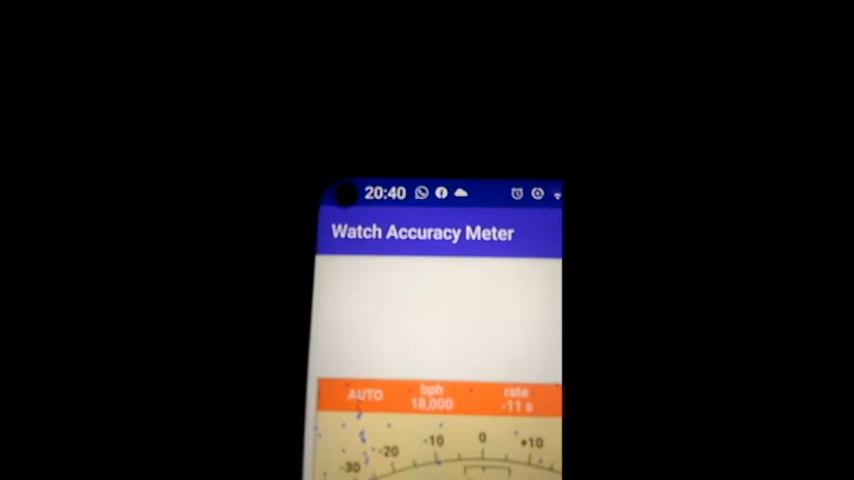 20:40
Watch Accuracy Meter
AUTO bph rate
18,000 -11 s
-30 -20 -10 0 +10